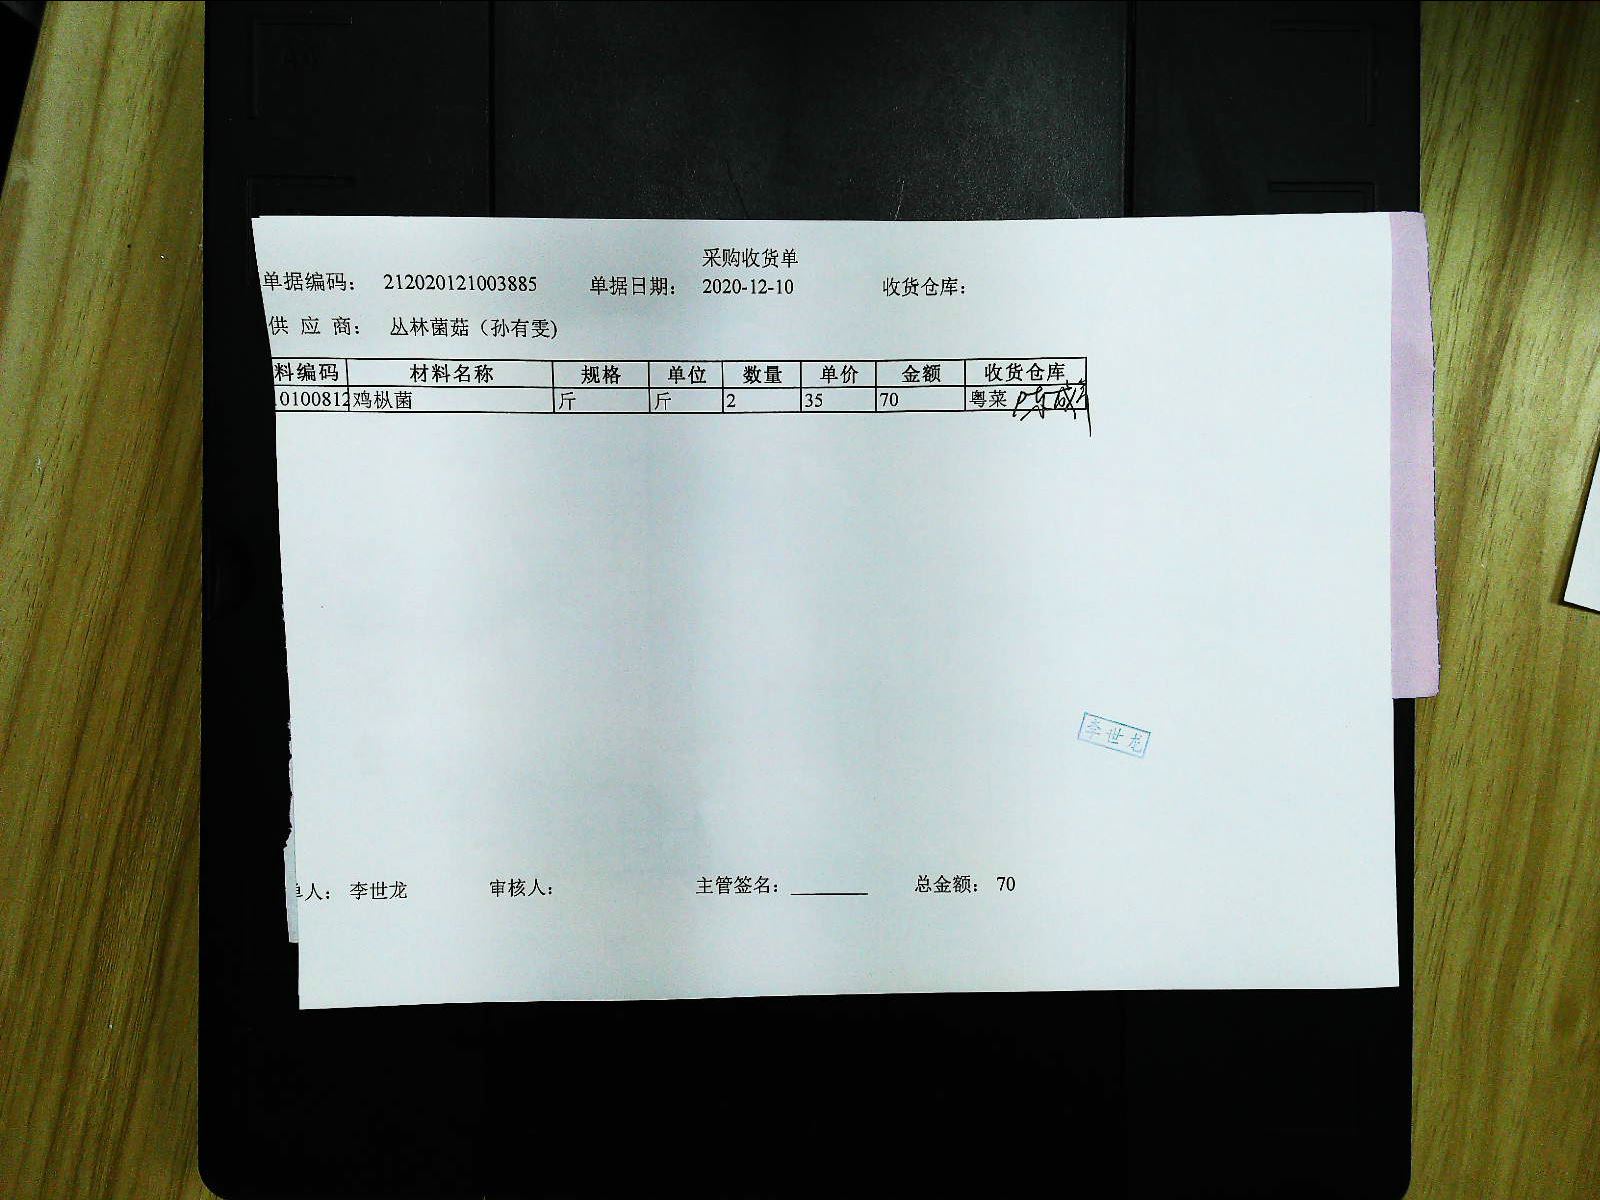 采购收货单
单据编码： 212020121003885 单据日期： 2020-12-10 收货仓库：
供 应 商： 丛林菌菇（孙有雯)
料编码 材料名称 规格 单位 数量 单价 金额 收货仓库
0100812 鸡枞菌 斤 斤 2 35 70 粤菜
李世龙
单人： 李世龙 审核人： 主管签名：________ 总金额： 70